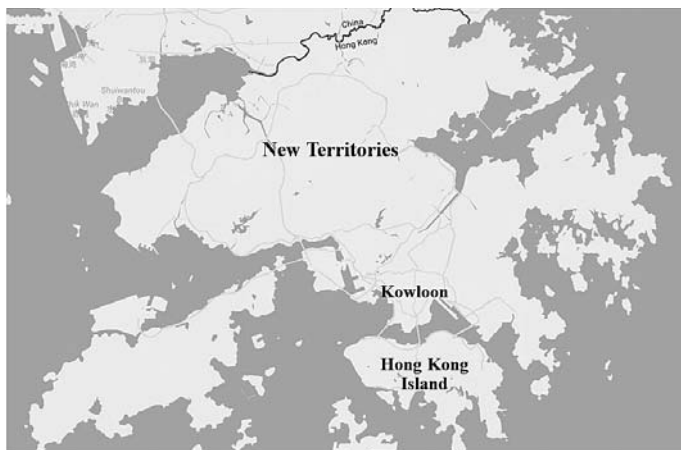 China
Hong Kong
Shuiwantou
New Territories
Kowloon
Hong Kong
Island